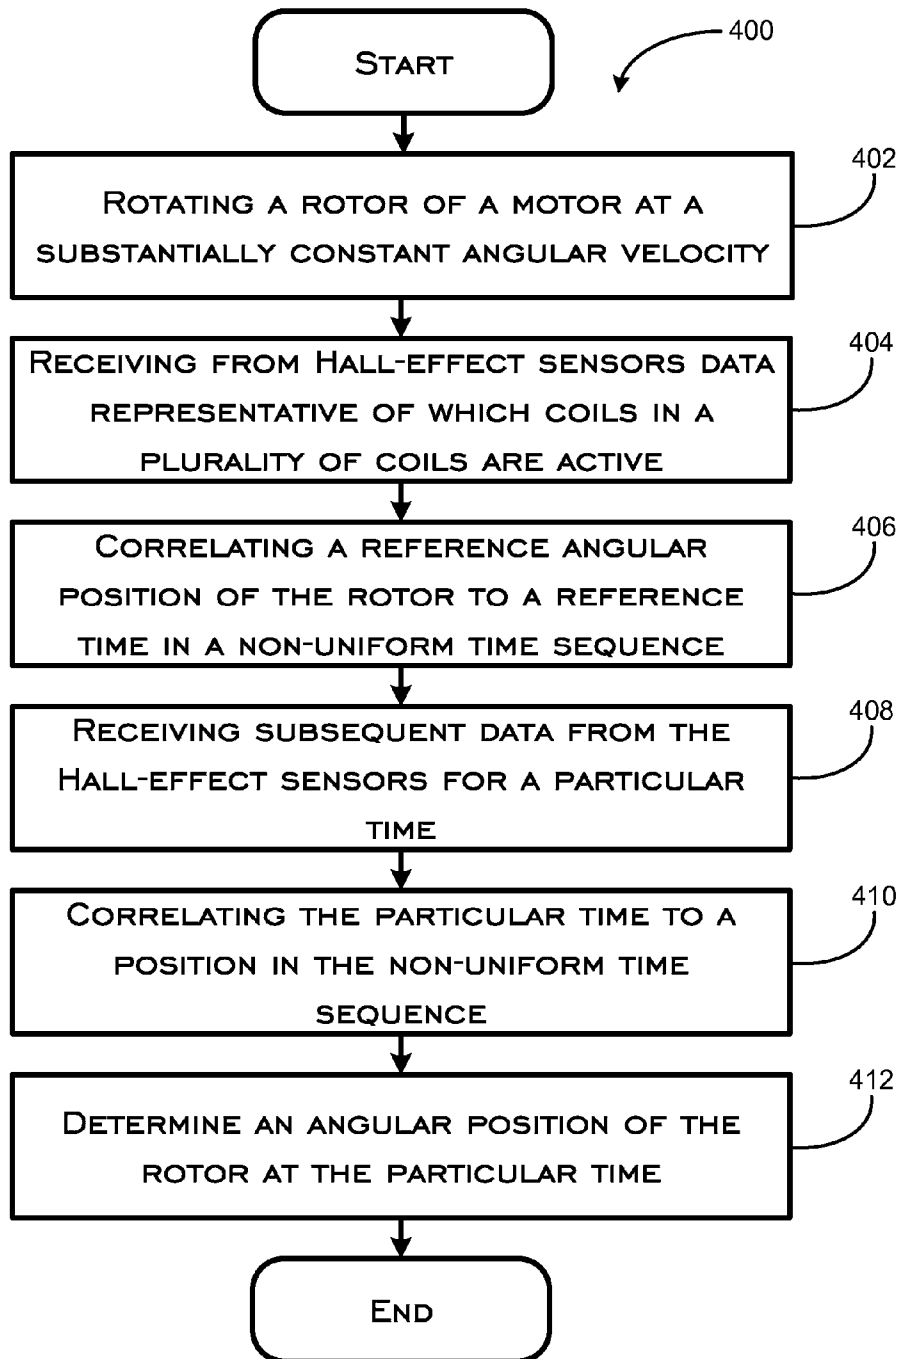 START
400
402
ROTATING A ROTOR OF A MOTOR AT A
SUBSTANTIALLY CONSTANT ANGULAR VELOCITY
404
RECEIVING FROM HALL-EFFECT SENSORS DATA
REPRESENTATIVE OF WHICH COILS IN A
PLURALITY OF COILS ARE ACTIVE
406
CORRELATING A REFERENCE ANGULAR
POSITION OF THE ROTOR TO A REFERENCE
TIME IN A NON-UNIFORM TIME SEQUENCE
408
RECEIVING SUBSEQUENT DATA FROM THE
HALL-EFFECT SENSORS FOR A PARTICULAR
TIME
410
CORRELATING THE PARTICULAR TIME TO A
POSITION IN THE NON-UNIFORM TIME
SEQUENCE
412
DETERMINE AN ANGULAR POSITION OF THE
ROTOR AT THE PARTICULAR TIME
END